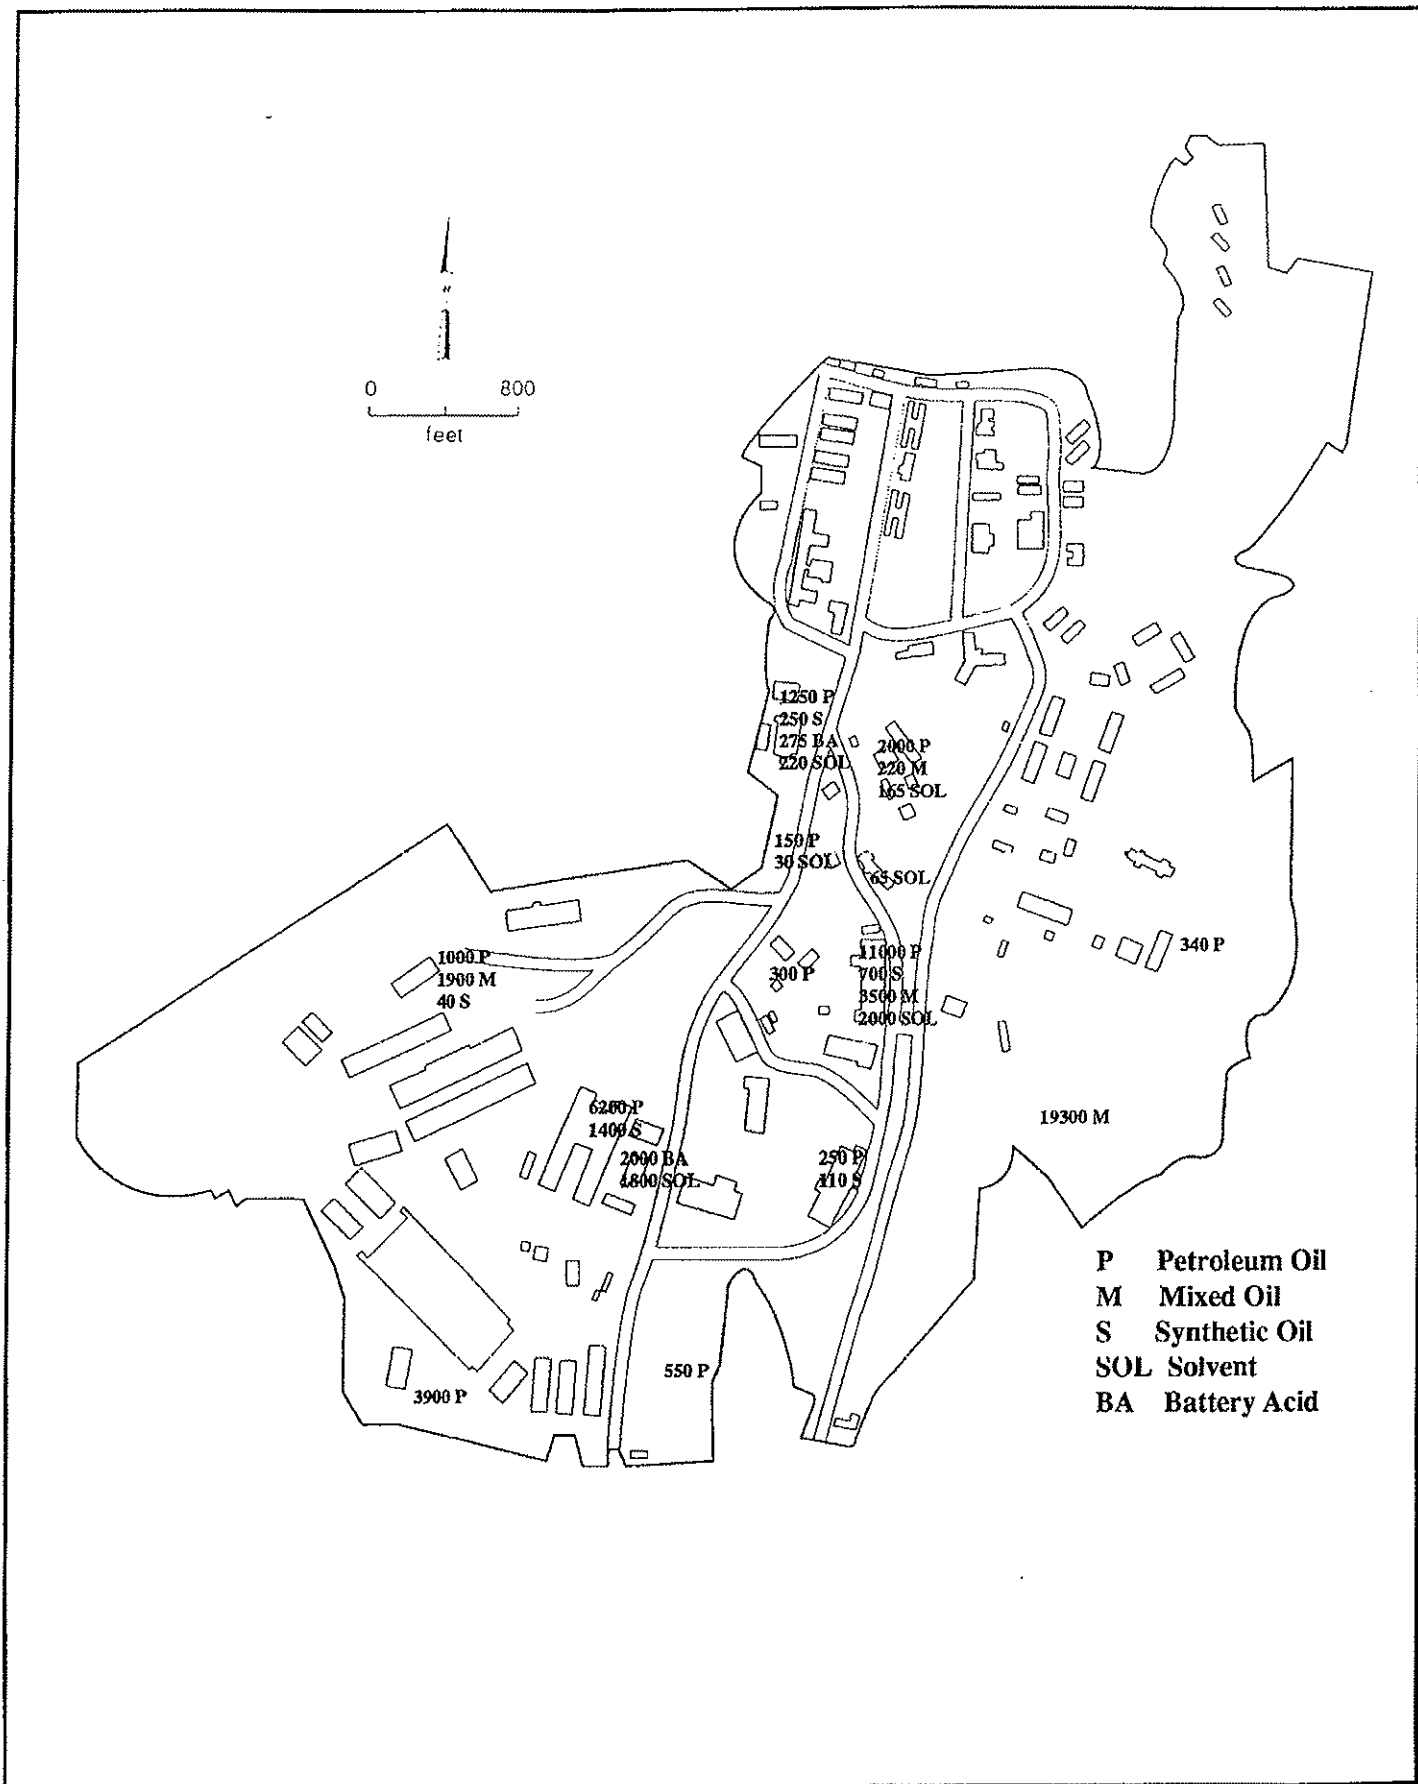 0 800
feet
1250 P
250 S
275 BA
220 SOL
2000 P
220 M
165 SOL
150 P
30 SOL
65 SOL
340 P
1000 P
1900 M
40 S
300 P
11000 P
700 S
3500 M
2000 SOL
19300 M
6200 P
1400 S
2000 BA
1800 SOL
250 P
110 S
550 P
3900 P
P Petroleum Oil
M Mixed Oil
S Synthetic Oil
SOL Solvent
BA Battery Acid